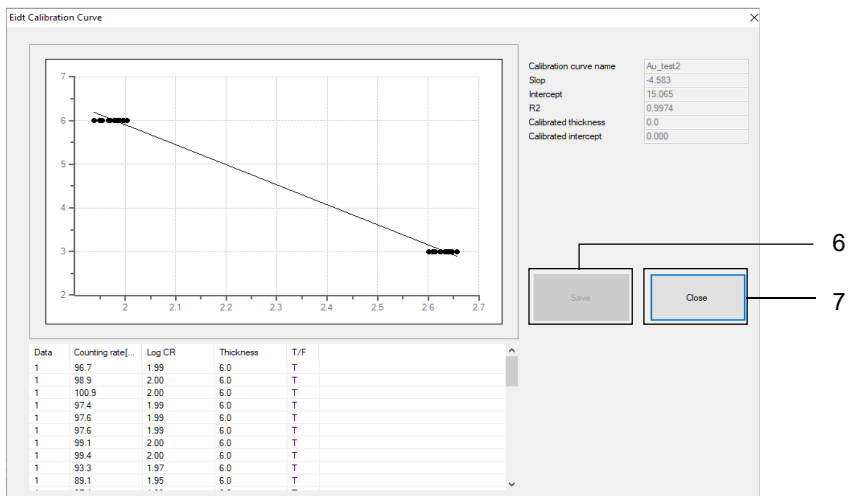 Eidt Calibration Curve
Calibration curve name Au_test2
Slop -4.583
Intercept 15.065
R2 0.9974
Calibrated thickness 0.0
Calibrated intercept 0.000
7
6
5
4
3
2
2 2.1 2.2 2.3 2.4 2.5 2.6 2.7
Save Close
6
7
Data Counting rate[... Log CR Thickness T/F
1 96.7 1.99 6.0 T
1 98.9 2.00 6.0 T
1 100.9 2.00 6.0 T
1 97.4 1.99 6.0 T
1 97.6 1.99 6.0 T
1 97.6 1.99 6.0 T
1 99.1 2.00 6.0 T
1 99.4 2.00 6.0 T
1 93.3 1.97 6.0 T
1 89.1 1.95 6.0 T